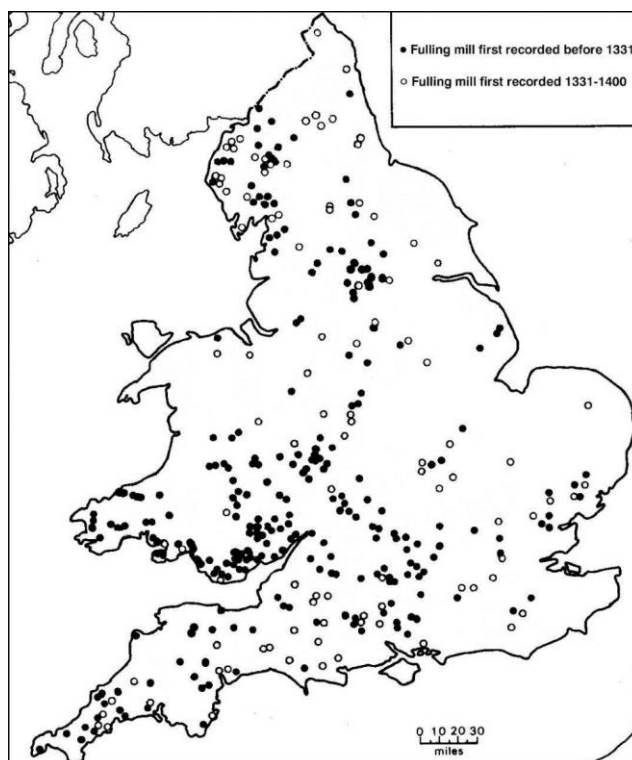 Fulling mill first recorded before 1331
Fulling mill first recorded 1331-1400
0 10 20 30
miles